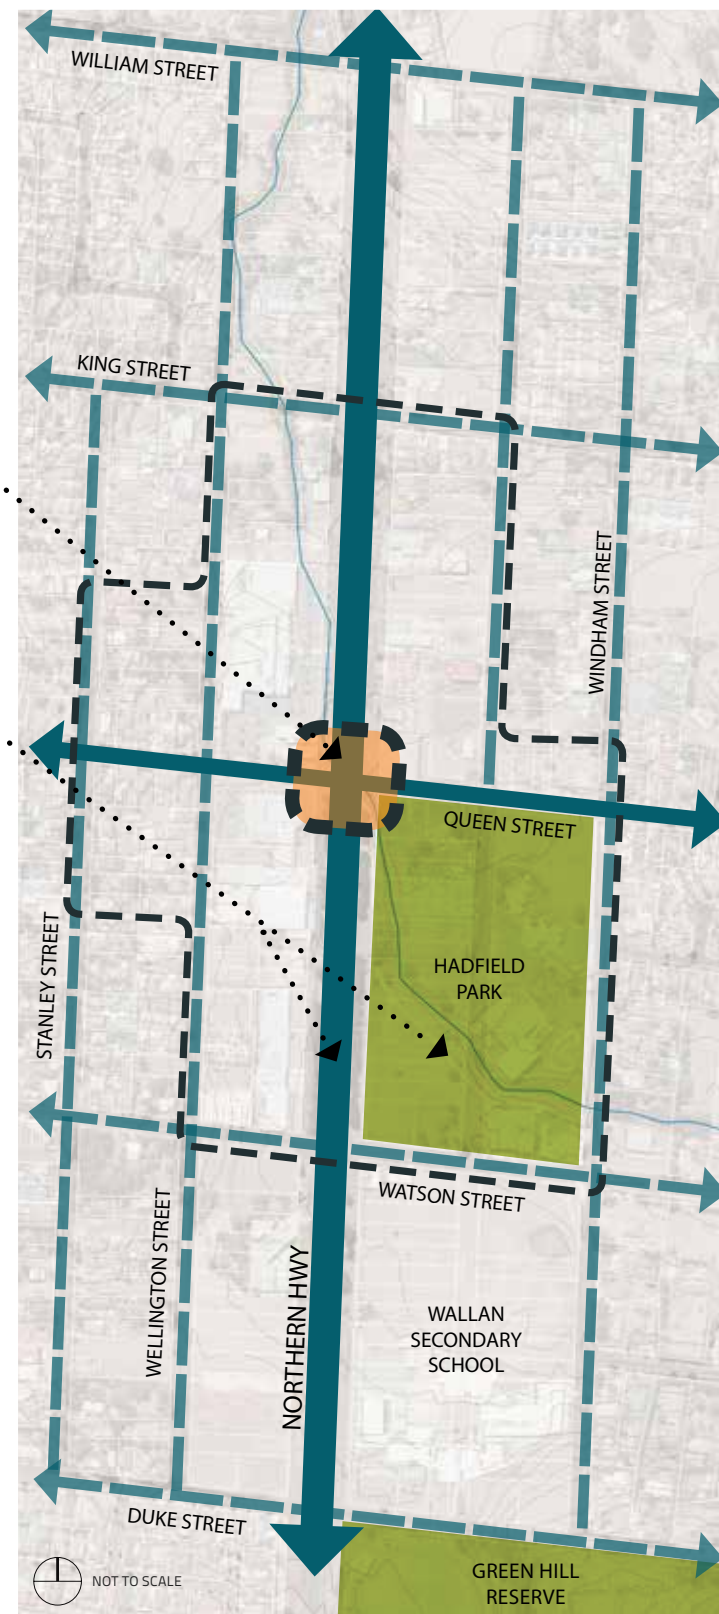 WILLIAM STREET
KING STREET
WINDHAM STREET
QUEEN STREET
HADFIELD
PARK
STANLEY STREET
WATSON STREET
WELLINGTON STREET
NORTHERN HWY
WALLAN
SECONDARY
SCHOOL
DUKE STREET
GREEN HILL
RESERVE
NOT TO SCALE